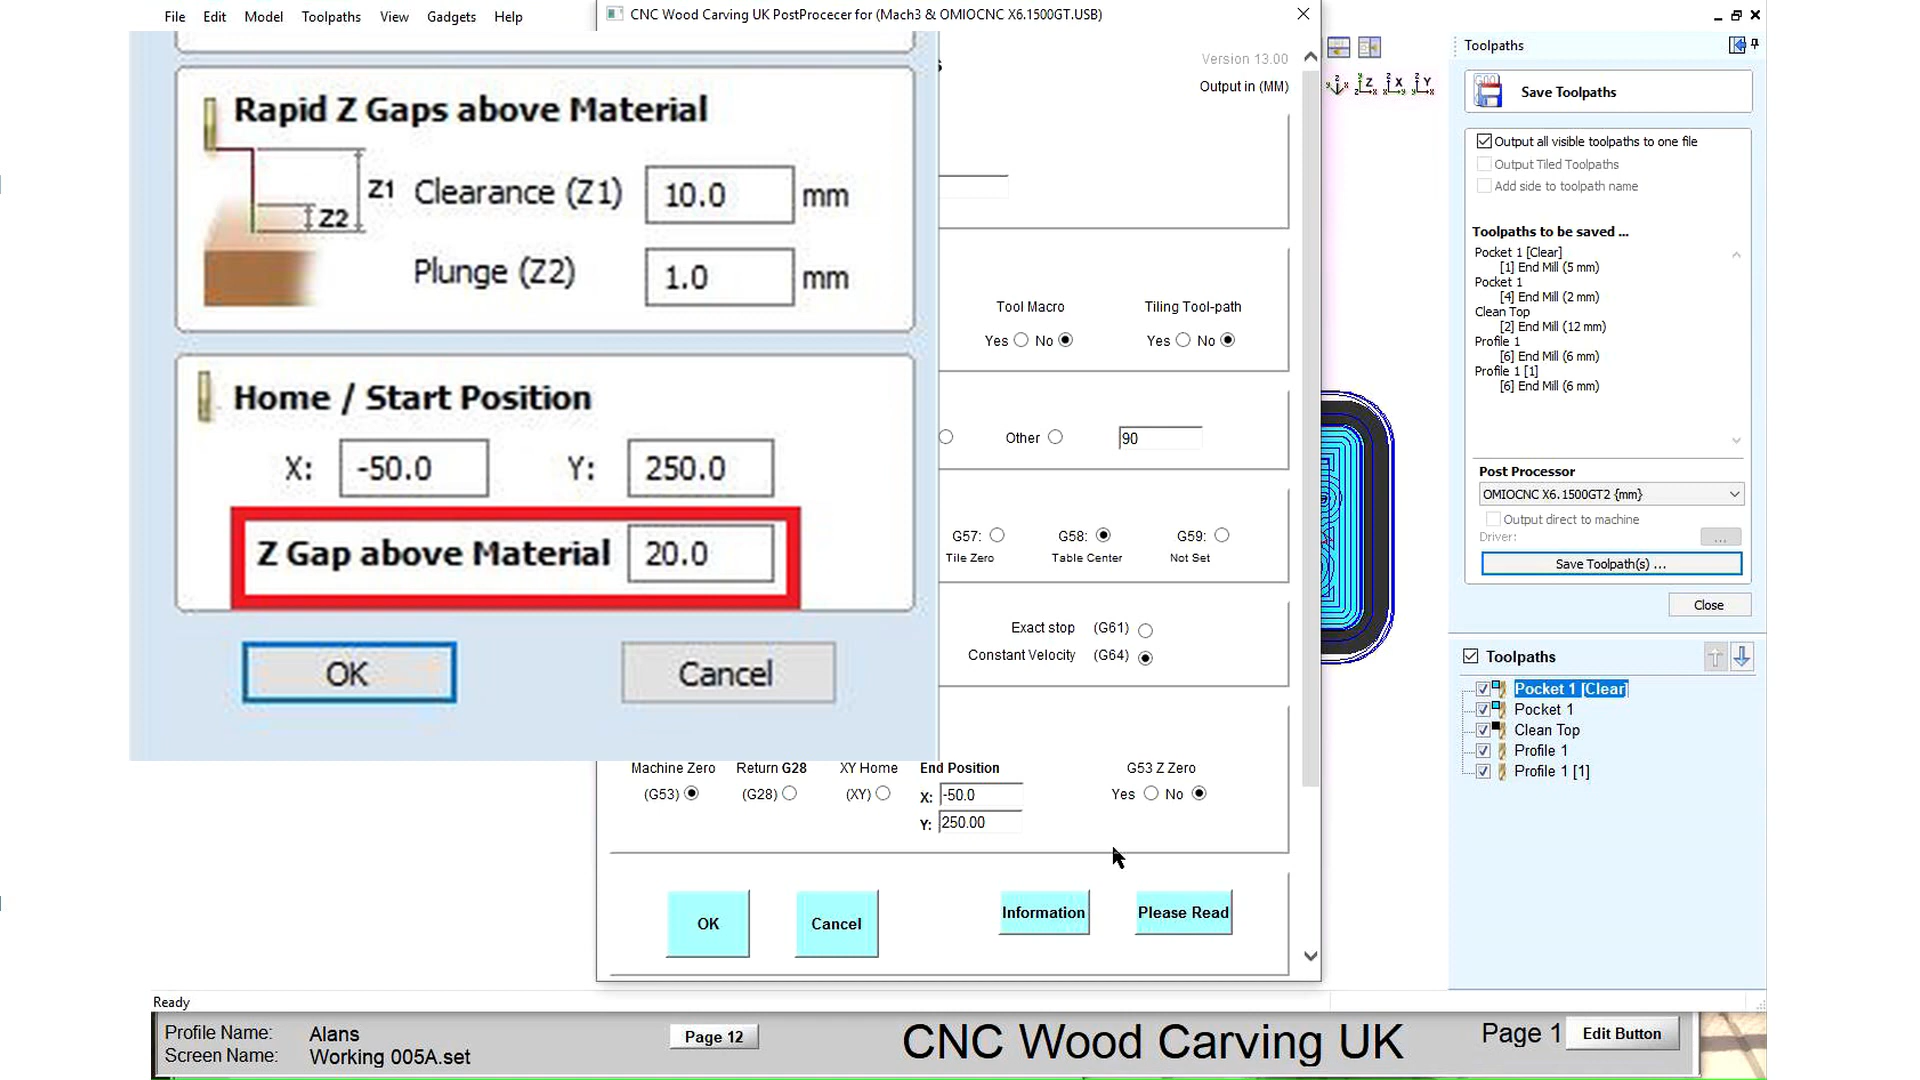 File Edit Model Toolpaths View Gadgets Help
CNC Wood Carving UK PostProcecer for (Mach3 & OMIOCNC X6.1500GT.USB)
Version 13.00
Output in (MM)
Rapid Z Gaps above Material
Z1 Clearance (Z1) 10.0 mm
Z2
Plunge (Z2) 1.0 mm
Home / Start Position
X: -50.0 Y: 250.0
Z Gap above Material 20.0
OK Cancel
Tool Macro Tiling Tool-path
Yes No Yes No
Other 90
G57: G58: G59:
Tile Zero Table Center Not Set
Exact stop (G61)
Constant Velocity (G64)
Machine Zero Return G28 XY Home End Position G53 Z Zero
(G53) (G28) (XY) X: -50.0 Yes No
Y: 250.00
OK Cancel Information Please Read
Toolpaths
Save Toolpaths
Output all visible toolpaths to one file
Output Tiled Toolpaths
Add side to toolpath name
Toolpaths to be saved ...
Pocket 1 [Clear]
[1] End Mill (5 mm)
Pocket 1
[4] End Mill (2 mm)
Clean Top
[2] End Mill (12 mm)
Profile 1
[6] End Mill (6 mm)
Profile 1 [1]
[6] End Mill (6 mm)
Post Processor
OMIOCNC X6.1500GT2 {mm}
Output direct to machine
Driver: ...
Save Toolpath(s) ...
Close
Toolpaths
Pocket 1 [Clear]
Pocket 1
Clean Top
Profile 1
Profile 1 [1]
Ready
Profile Name: Alans
Screen Name: Working 005A.set
Page 12
CNC Wood Carving UK
Page 1 Edit Button